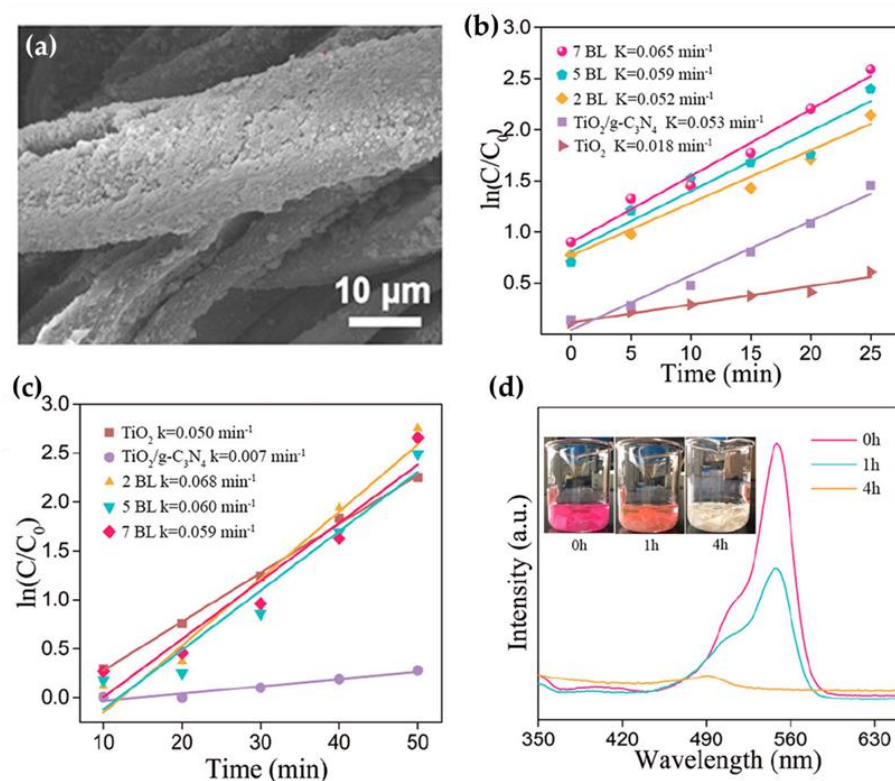 (a)
10 μm
(b)
7 BL K=0.065 min⁻¹
5 BL K=0.059 min⁻¹
2 BL K=0.052 min⁻¹
TiO₂/g-C₃N₄ K=0.053 min⁻¹
TiO₂ K=0.018 min⁻¹
ln(C/C₀)
3.0
2.5
2.0
1.5
1.0
0.5
0 5 10 15 20 25
Time (min)
(c)
TiO₂ k=0.050 min⁻¹
TiO₂/g-C₃N₄ k=0.007 min⁻¹
2 BL k=0.068 min⁻¹
5 BL k=0.060 min⁻¹
7 BL k=0.059 min⁻¹
ln(C/C₀)
3.0
2.5
2.0
1.5
1.0
0.5
0.0
10 20 30 40 50
Time (min)
(d)
0h
1h
4h
0h 1h 4h
Intensity (a.u.)
350 420 490 560 630
Wavelength (nm)